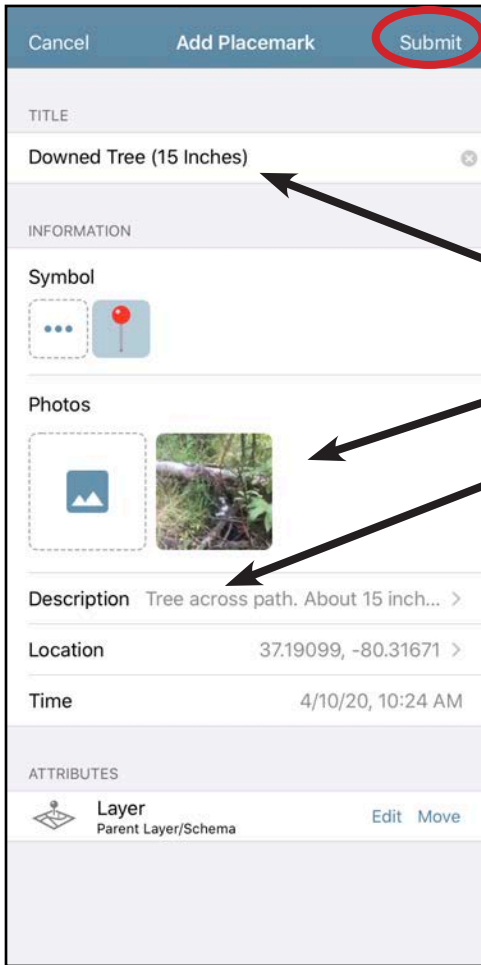 Cancel Add Placemark Submit
TITLE
Downed Tree (15 Inches)
INFORMATION
Symbol
Photos
Description Tree across path. About 15 inch...
Location 37.19099, -80.31671
Time 4/10/20, 10:24 AM
ATTRIBUTES
Layer
Parent Layer/Schema
Edit Move